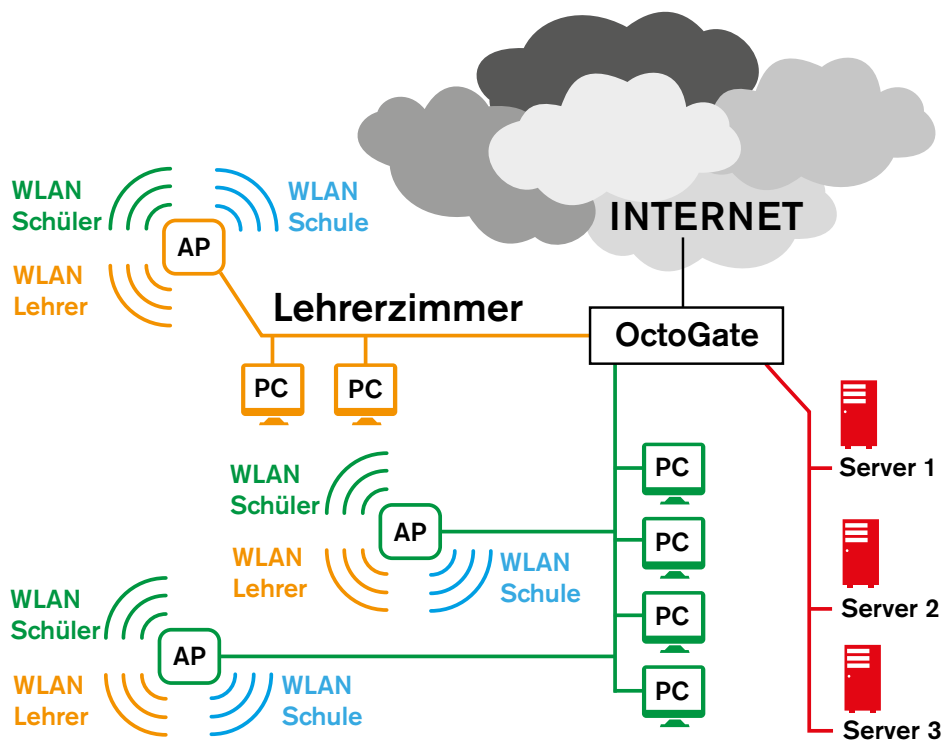 INTERNET
WLAN
Schüler
WLAN
Schule
AP
WLAN
Lehrer
Lehrerzimmer
OctoGate
PC
PC
PC
Server 1
WLAN
Schüler
AP
WLAN
Lehrer
WLAN
Schule
PC
WLAN
Schüler
PC
Server 2
AP
WLAN
Lehrer
WLAN
Schule
PC
Server 3